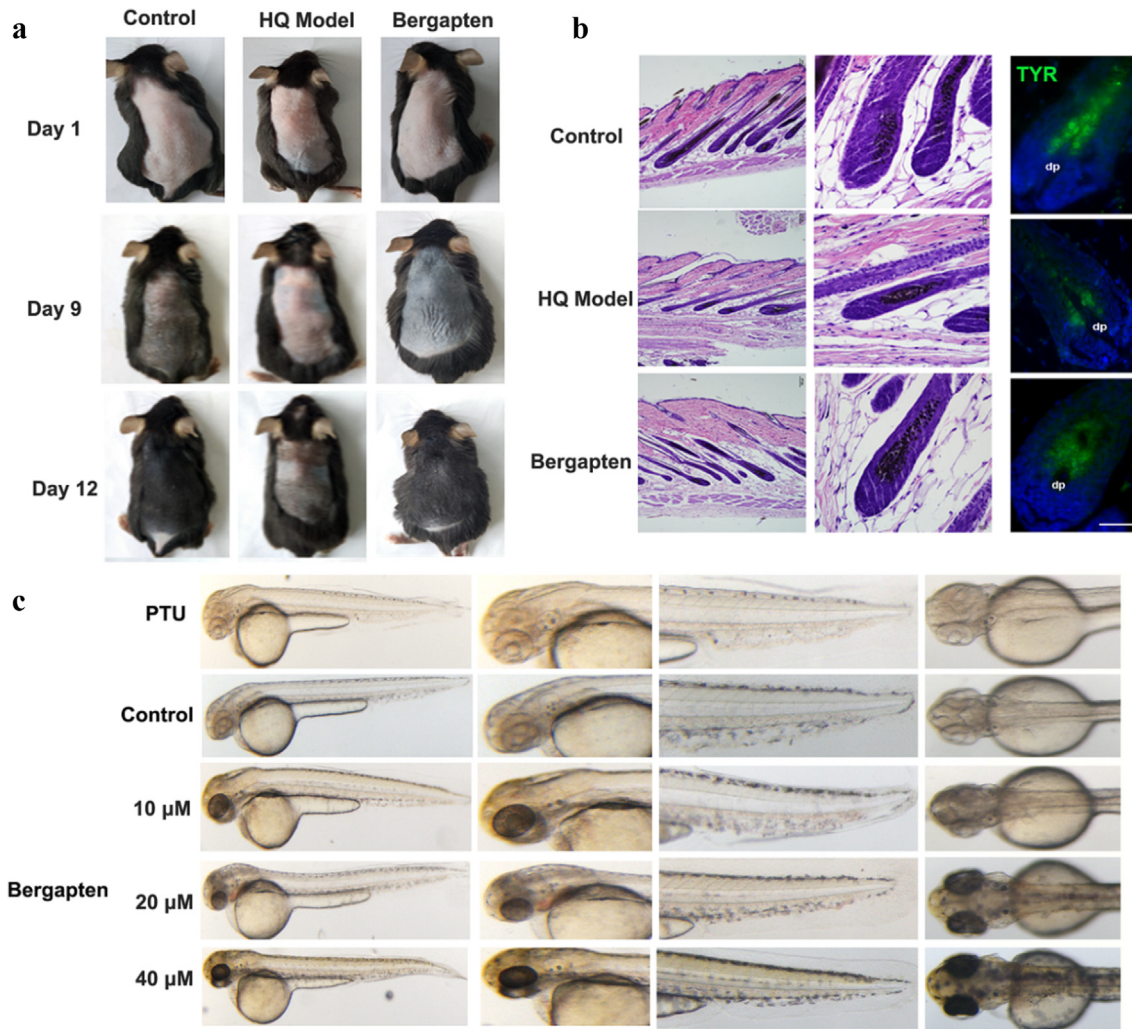 a
Control HQ Model Bergapten
Day 1
Day 9
Day 12
b
Control
HQ Model
Bergapten
TYR
dp
dp
dp
c
PTU
Control
10 µM
Bergapten
20 µM
40 µM